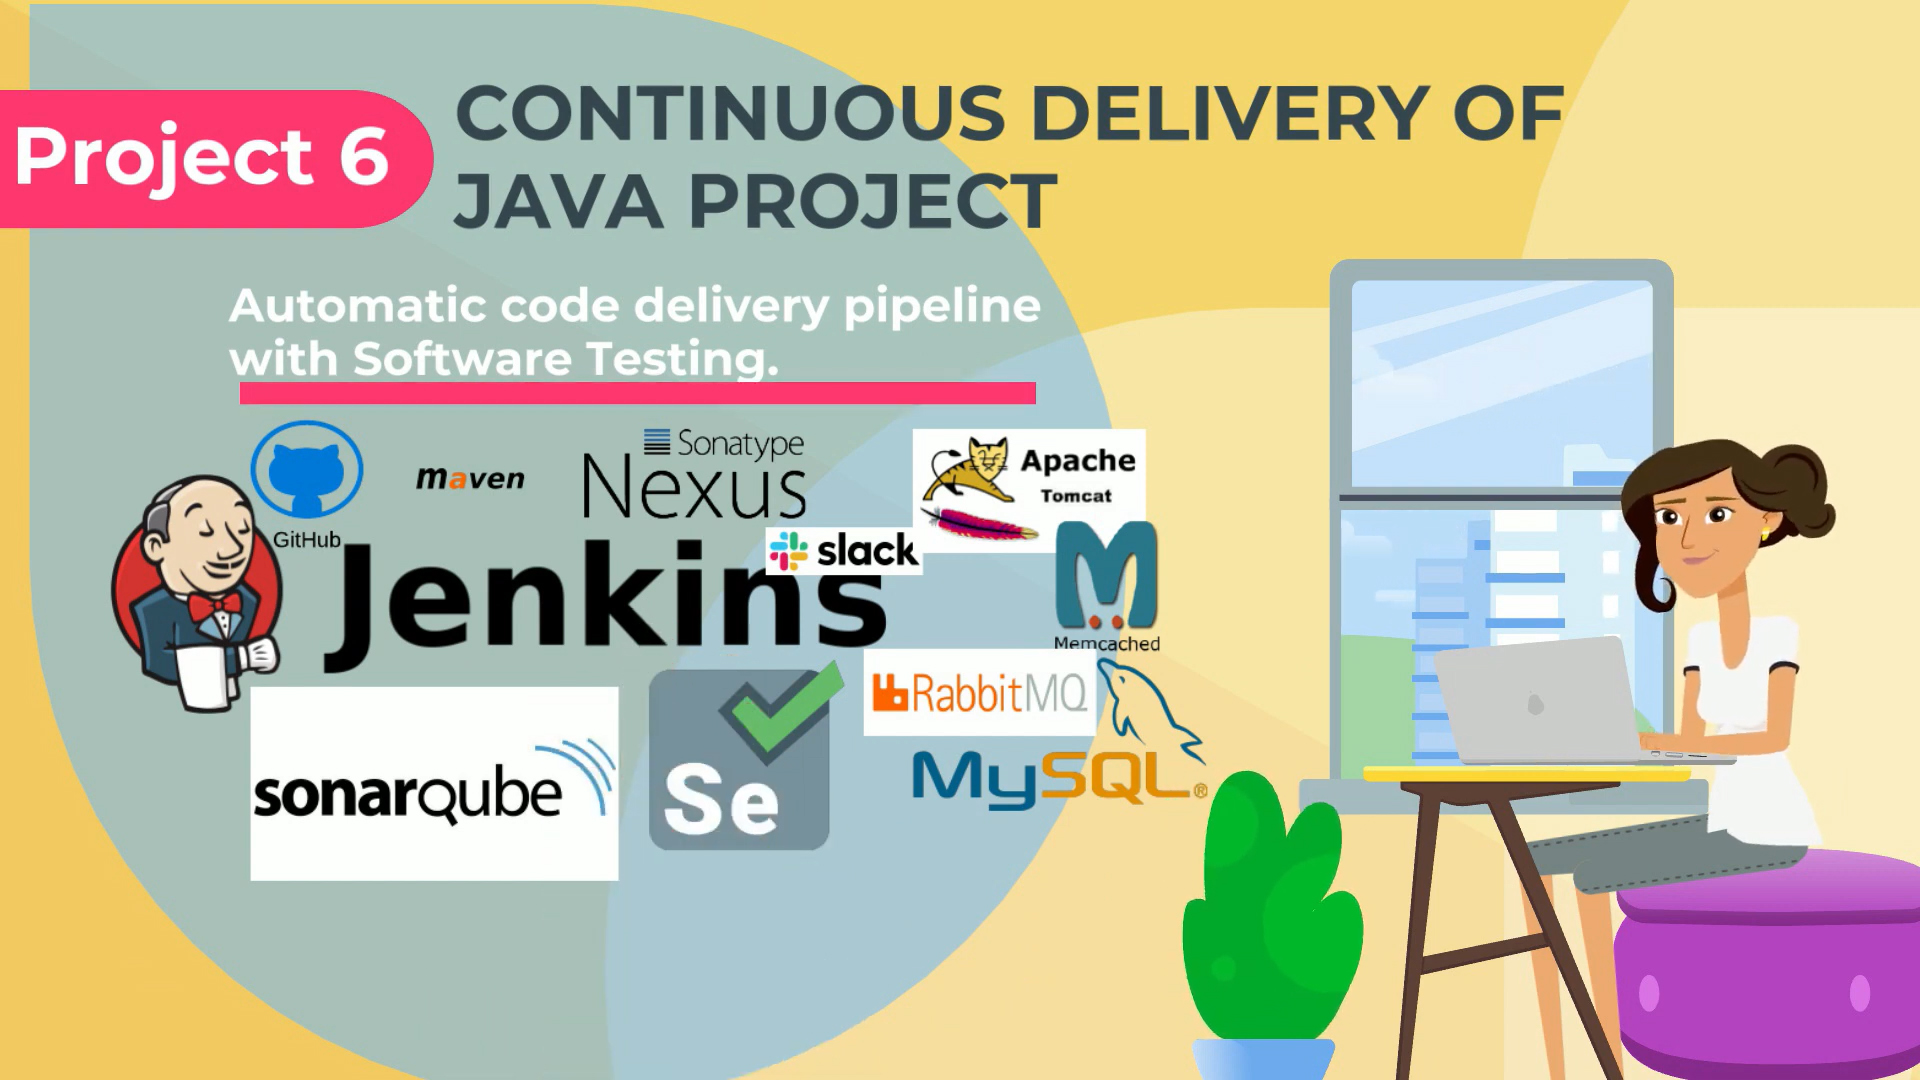 Project 6
CONTINUOUS DELIVERY OF
JAVA PROJECT
Automatic code delivery pipeline
with Software Testing.
GitHub
maven
Sonatype
Nexus
Apache
Tomcat
slack
Jenkins
Memcached
RabbitMQ
MySQL®
sonarqube
Se